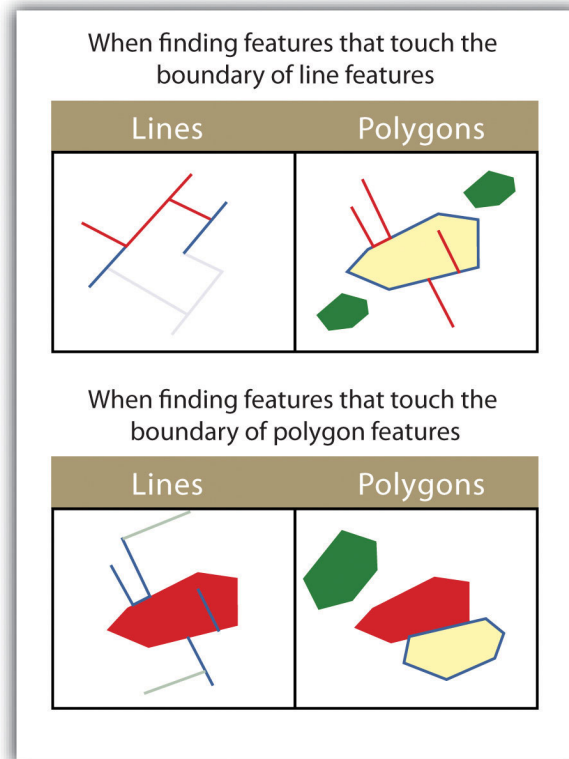 When finding features that touch the
boundary of line features
Lines
Polygons
When finding features that touch the
boundary of polygon features
Lines
Polygons